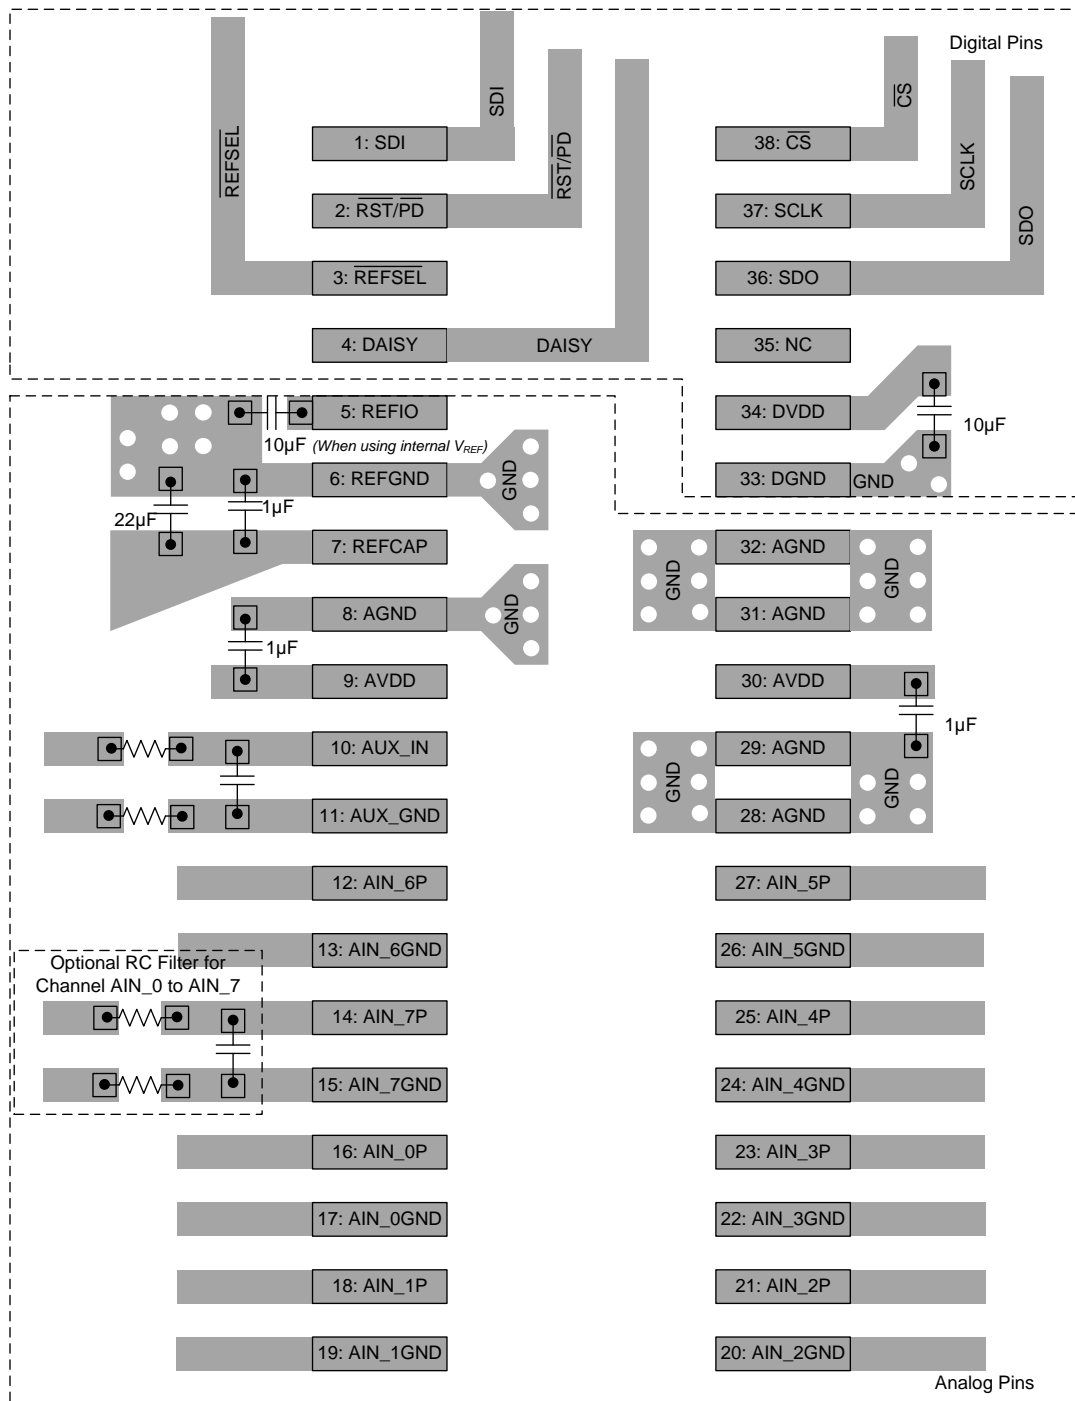 Digital Pins
REFSEL
SDI
RST/PD
CS
SCLK
SDO
1: SDI
38: CS
2: RST/PD
37: SCLK
3: REFSEL
36: SDO
4: DAISY
DAISY
35: NC
5: REFIO
34: DVDD
10µF
10µF (When using internal VREF)
6: REFGND
GND
33: DGND
GND
22µF
1µF
7: REFCAP
32: AGND
GND
GND
8: AGND
GND
31: AGND
1µF
9: AVDD
30: AVDD
1µF
10: AUX_IN
29: AGND
GND
GND
11: AUX_GND
28: AGND
12: AIN_6P
27: AIN_5P
13: AIN_6GND
26: AIN_5GND
Optional RC Filter for
Channel AIN_0 to AIN_7
14: AIN_7P
25: AIN_4P
15: AIN_7GND
24: AIN_4GND
16: AIN_0P
23: AIN_3P
17: AIN_0GND
22: AIN_3GND
18: AIN_1P
21: AIN_2P
19: AIN_1GND
20: AIN_2GND
Analog Pins